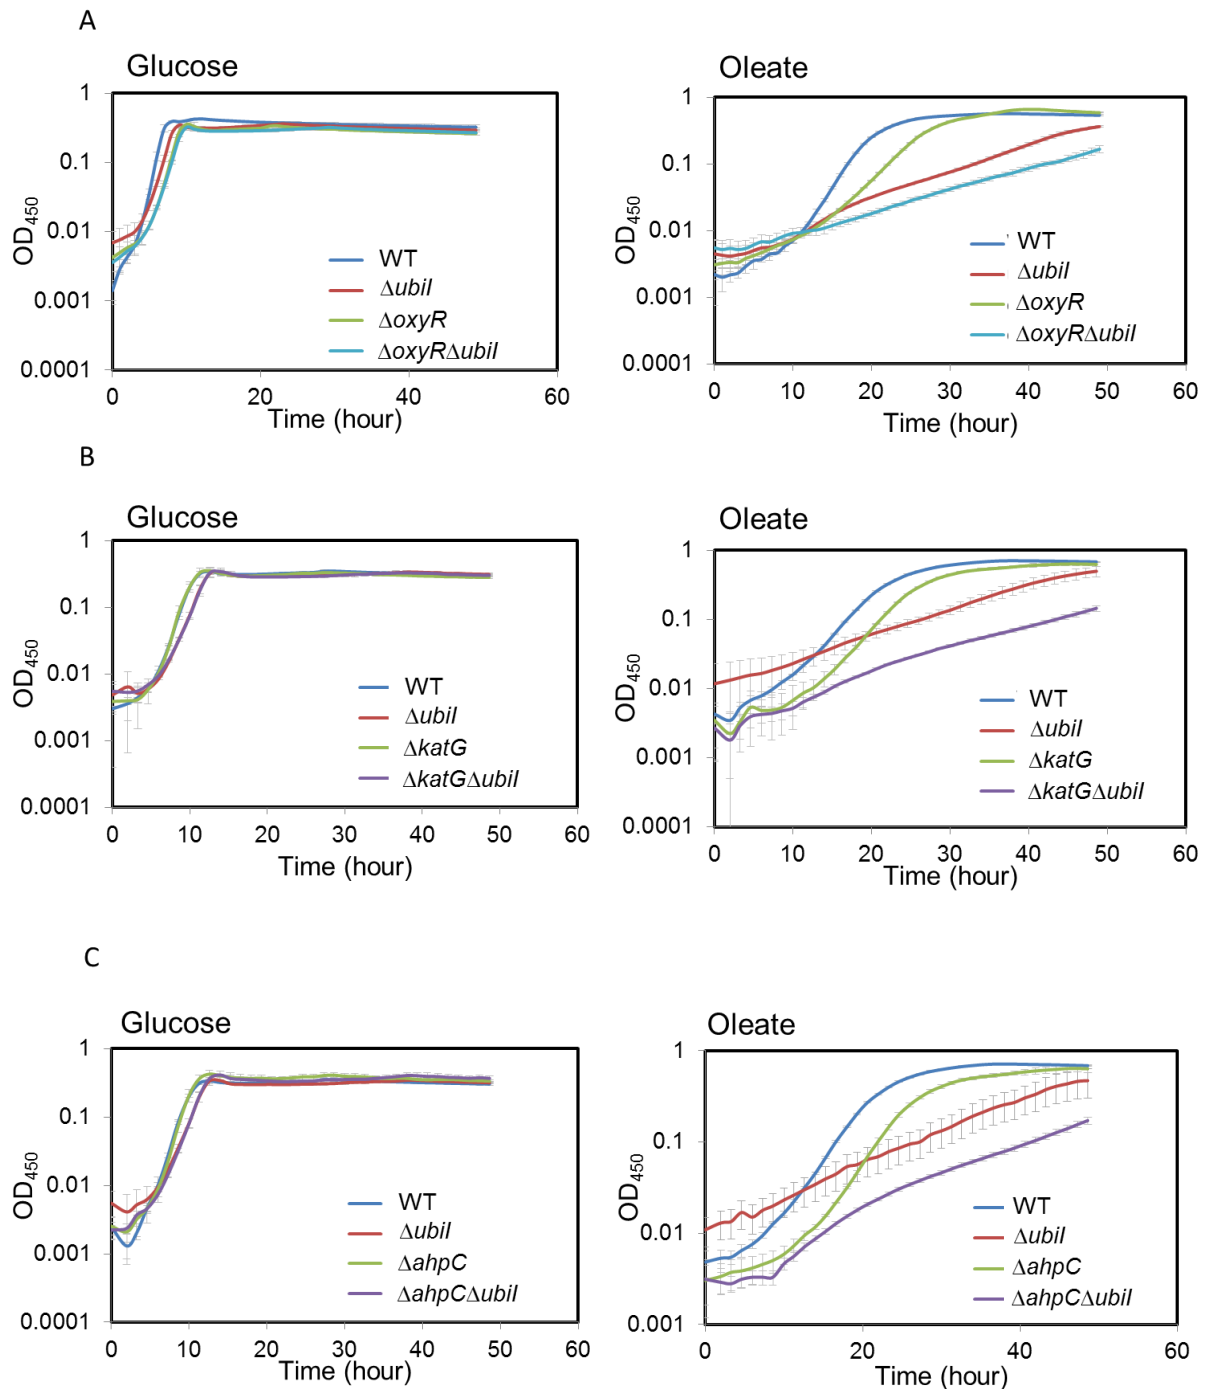 A
Glucose
1
0.1
0.01
0.001
0.0001
OD450
WT
ΔubiI
ΔoxyR
ΔoxyRΔubiI
0 20 40 60
Time (hour)
Oleate
1
0.1
0.01
0.001
0.0001
OD450
WT
ΔubiI
ΔoxyR
ΔoxyRΔubiI
0 10 20 30 40 50 60
Time (hour)
B
Glucose
1
0.1
0.01
0.001
0.0001
OD450
WT
ΔubiI
ΔkatG
ΔkatGΔubiI
0 10 20 30 40 50 60
Time (hour)
Oleate
1
0.1
0.01
0.001
0.0001
OD450
WT
ΔubiI
ΔkatG
ΔkatGΔubiI
0 10 20 30 40 50 60
Time (hour)
C
Glucose
1
0.1
0.01
0.001
0.0001
OD450
WT
ΔubiI
ΔahpC
ΔahpCΔubiI
0 10 20 30 40 50 60
Time (hour)
Oleate
1
0.1
0.01
0.001
OD450
WT
ΔubiI
ΔahpC
ΔahpCΔubiI
0 20 40 60
Time (hour)